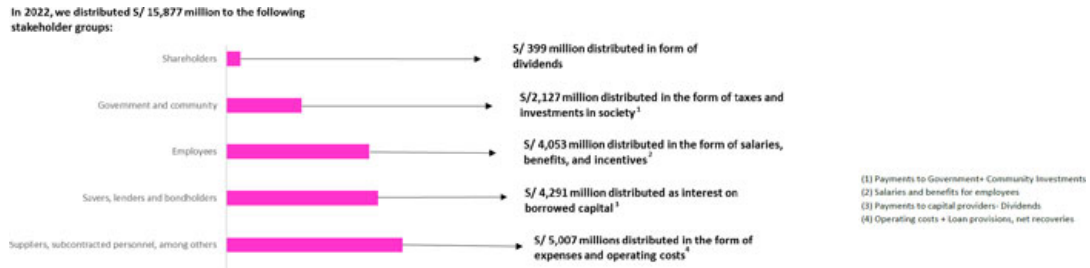 In 2022, we distributed S/ 15,877 million to the following
stakeholder groups:
Shareholders
S/ 399 million distributed in form of
dividends
Government and community
S/2,127 million distributed in the form of taxes and
investments in society 1
Employees
S/ 4,053 million distributed in the form of salaries,
benefits, and incentives 2
Savers, lenders and bondholders
S/ 4,291 million distributed as interest on
borrowed capital 3
Suppliers, subcontracted personnel, among others
S/ 5,007 millions distributed in the form of
expenses and operating costs 4
(1) Payments to Government+ Community Investments
(2) Salaries and benefits for employees
(3) Payments to capital providers- Dividends
(4) Operating costs + Loan provisions, net recoveries